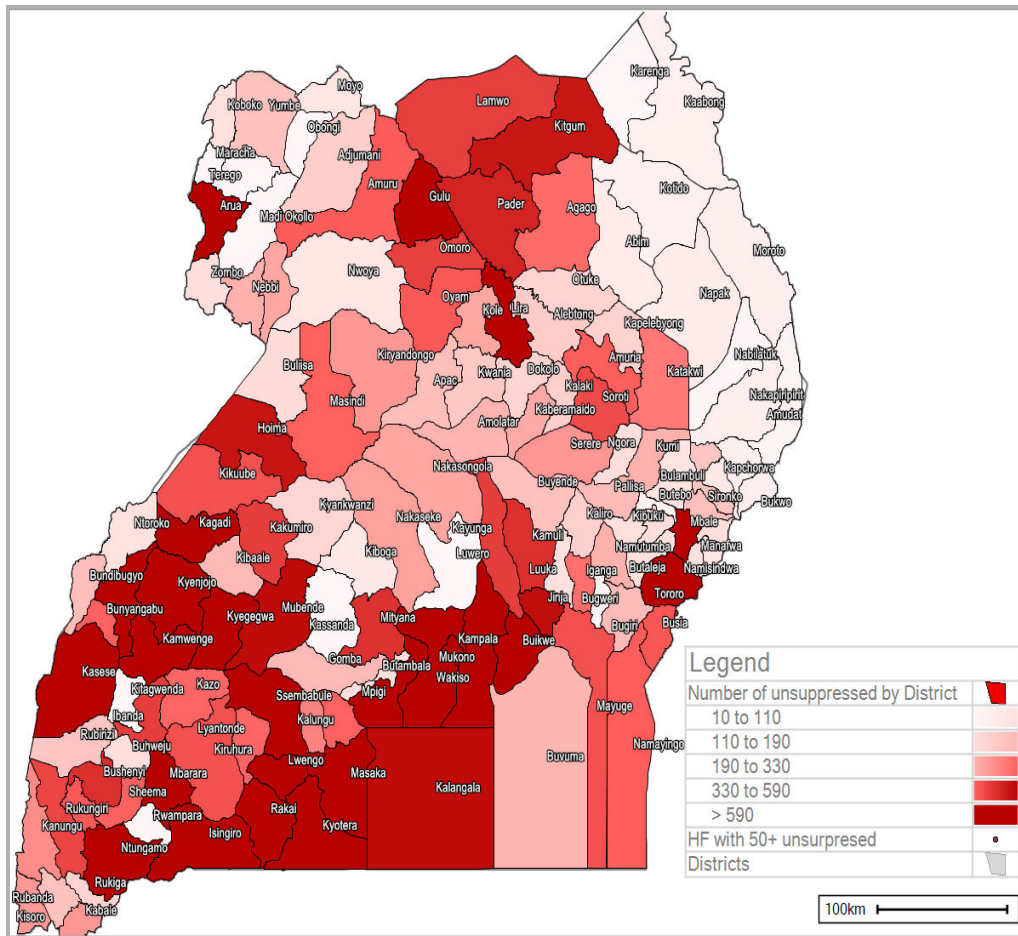 Karenga
Kaabong
Moyo
Koboko
Yumbe
Lamwo
Kitgum
Obongi
Maracha
Adjumani
Terego
Kotido
Amuru
Gulu
Pader
Agago
Arua
Madi Okollo
Abim
Omoro
Moroto
Zombo
Nwoya
Otuke
Nebbi
Napak
Oyam
Kole
Lira
Alebtong
Kapelebyong
Buliisa
Kiryandongo
Amuria
Nabilatuk
Apac
Kwania
Dokolo
Kalaki
Katakwi
Masindi
Soroti
Nakapiripirit
Kaberamaido
Amudat
Amolatar
Hoima
Serere
Ngora
Kumi
Nakasongola
Kapchorwa
Kikuube
Bulambuli
Buyende
Pallisa
Butebo
Sironko
Bukwo
Kyankwanzi
Nakaseke
Kaliro
Kibuku
Mbale
Ntoroko
Kagadi
Kakumiro
Kayunga
Kamuli
Namutumba
Manafwa
Kibaale
Kiboga
Luwero
Luuka
Iganga
Butaleja
Namisindwa
Bundibugyo
Kyenjojo
Bugweri
Tororo
Bunyangabu
Kyegegwa
Mubende
Kassanda
Mityana
Kampala
Jinja
Bugiri
Busia
Kamwenge
Buikwe
Gomba
Butambala
Mukono
Kasese
Wakiso
Kitagwenda
Kazo
Ssembabule
Mpigi
Ibanda
Kalungu
Mayuge
Rubirizi
Lyantonde
Buhweju
Kiruhura
Namayingo
Bushenyi
Mbarara
Lwengo
Masaka
Buvuma
Rukungiri
Sheema
Kalangala
Kanungu
Rwampara
Rakai
Isingiro
Kyotera
Ntungamo
Rukiga
Rubanda
Kisoro
Kabale
Legend
Number of unsuppressed by District
10 to 110
110 to 190
190 to 330
330 to 590
> 590
HF with 50+ unsurpresed
Districts
100km